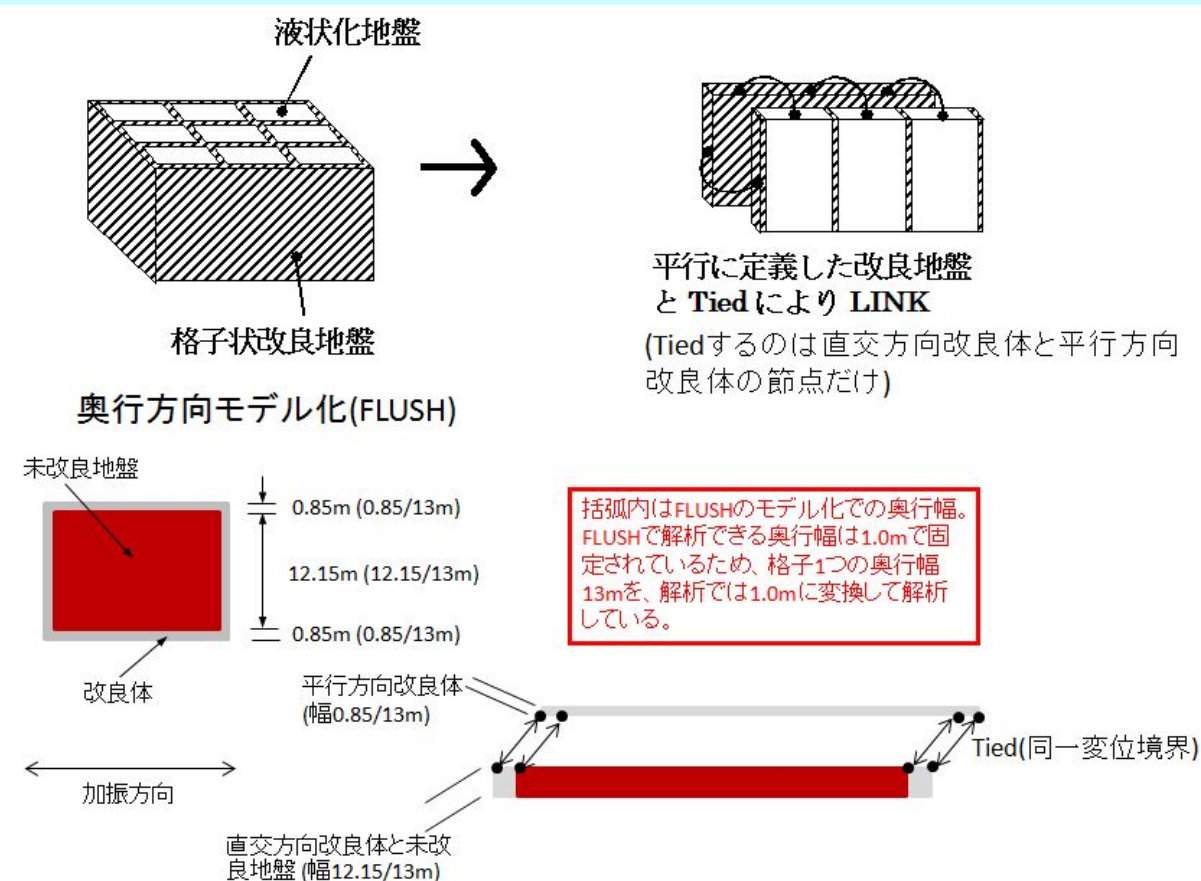 液状化地盤
格子状改良地盤
平行に定義した改良地盤
と Tied により LINK
(Tiedするのは直交方向改良体と平行方向
改良体の節点だけ)
奥行方向モデル化(FLUSH)
未改良地盤
0.85m (0.85/13m)
12.15m (12.15/13m)
0.85m (0.85/13m)
改良体
加振方向
括弧内はFLUSHのモデル化での奥行幅。
FLUSHで解析できる奥行幅は1.0mで固
定されているため、格子1つの奥行幅
13mを、解析では1.0mに変換して解析
している。
平行方向改良体
(幅0.85/13m)
Tied(同一変位境界)
直交方向改良体と未改
良地盤 (幅12.15/13m)